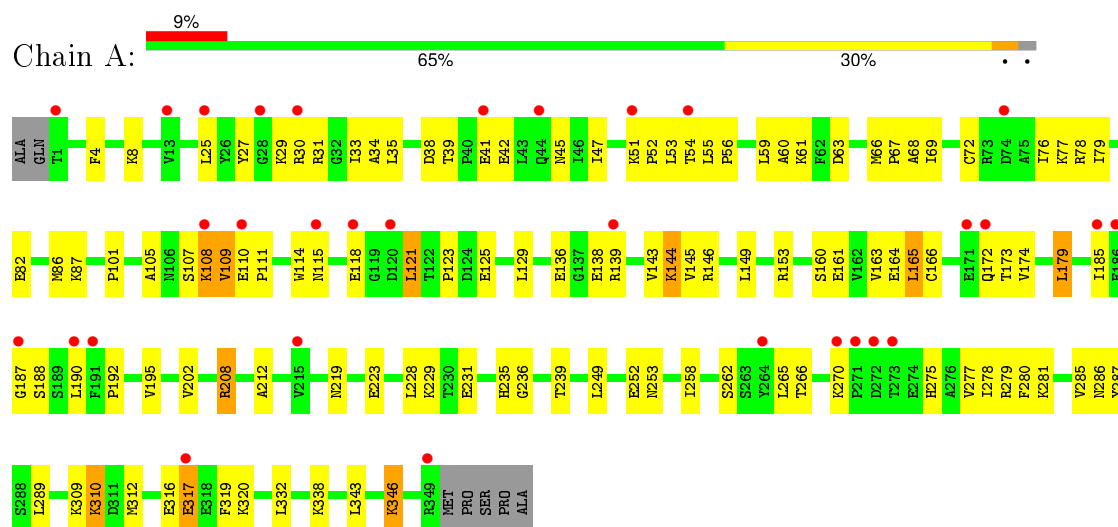 9%
Chain A:
65% 30% • •
ALA GLN T1 F4 K8 V13 L25 Y26 Y27 G28 K29 R30 R31 G32 I33 A34 L35 D38 T39 P40 E41 E42 L43 Q44 N45 I46 I47 K51 P52 L53 T54 L55 P56 L59 A60 K61 F62 D63 M66 P67 A68 I69 C72 R73 D74 A75 I76 K77 R78 I79
E82 M86 K87 P101 A105 N106 S107 K108 V109 E110 P111 W114 N115 E118 G119 D120 L121 T122 P123 D124 E125 L129 E136 G137 E138 R139 V143 K144 V145 R146 L149 R153 S160 E161 V162 V163 E164 L165 C166 E171 Q172 T173 V174 L179 I185
G187 S188 S189 L190 F191 P192 V195 V202 R208 A212 V215 N219 E223 L228 K229 T230 E231 H235 G236 T239 L249 E252 N253 I258 S262 S263 Y264 L265 T266 K270 P271 D272 T273 E274 H275 A276 V277 I278 R279 F280 K281 V285 N286
S288 L289 K309 K310 D311 M312 E316 E317 E318 F319 K320 L332 K338 L343 K346 R349 MET PRO SER PRO ALA